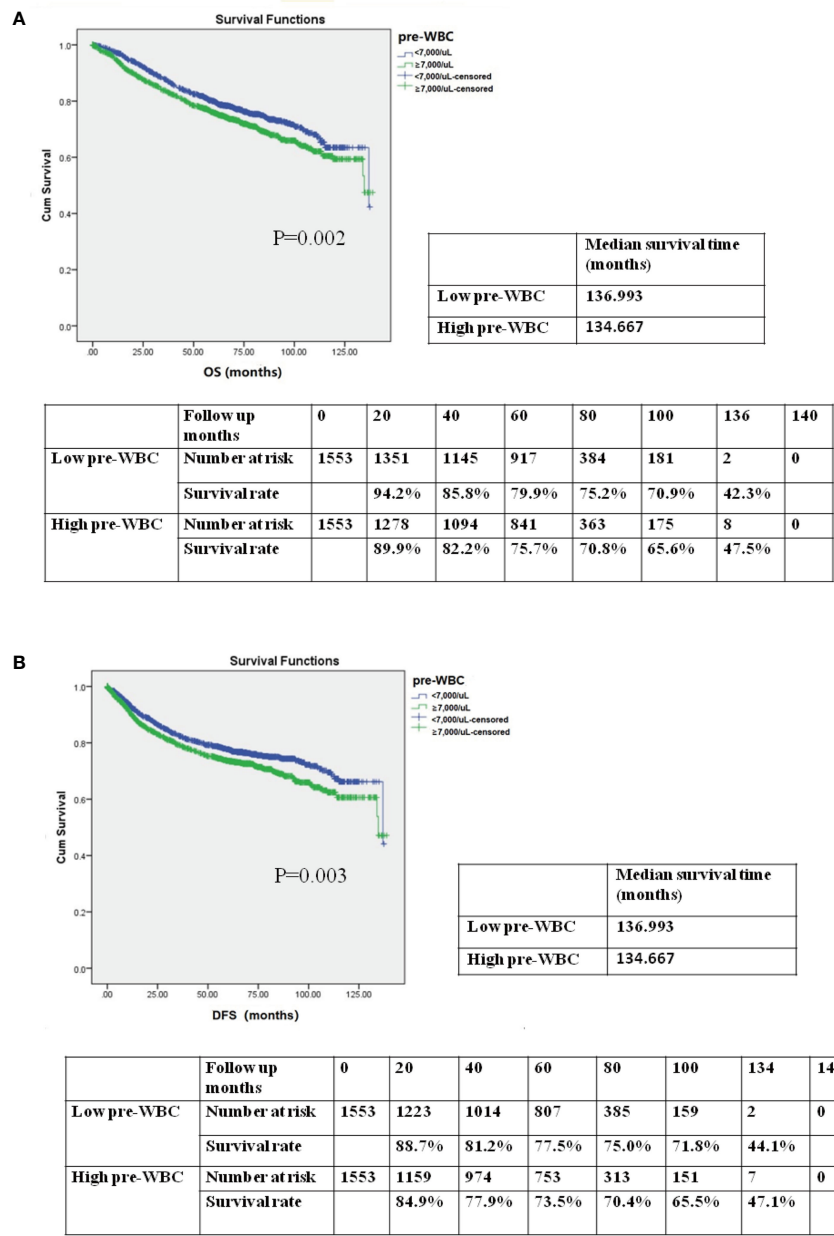 A
Survival Functions
pre-WBC
<7,000/uL
≥7,000/uL
<7,000/uL-censored
≥7,000/uL-censored
1.0
0.8
0.6
0.4
0.2
0.0
Cum Survival
P=0.002
.00 25.00 50.00 75.00 100.00 125.00
OS (months)
Median survival time
(months)
Low pre-WBC 136.993
High pre-WBC 134.667
Follow up
months 0 20 40 60 80 100 136 140
Low pre-WBC Number at risk 1553 1351 1145 917 384 181 2 0
Survival rate 94.2% 85.8% 79.9% 75.2% 70.9% 42.3%
High pre-WBC Number at risk 1553 1278 1094 841 363 175 8 0
Survival rate 89.9% 82.2% 75.7% 70.8% 65.6% 47.5%
B
Survival Functions
pre-WBC
<7,000/uL
≥7,000/uL
<7,000/uL-censored
≥7,000/uL-censored
1.0
0.8
0.6
0.4
0.2
0.0
Cum Survival
P=0.003
.00 25.00 50.00 75.00 100.00 125.00
DFS (months)
Median survival time
(months)
Low pre-WBC 136.993
High pre-WBC 134.667
Follow up
months 0 20 40 60 80 100 134 14
Low pre-WBC Number at risk 1553 1223 1014 807 385 159 2 0
Survival rate 88.7% 81.2% 77.5% 75.0% 71.8% 44.1%
High pre-WBC Number at risk 1553 1159 974 753 313 151 7 0
Survival rate 84.9% 77.9% 73.5% 70.4% 65.5% 47.1%